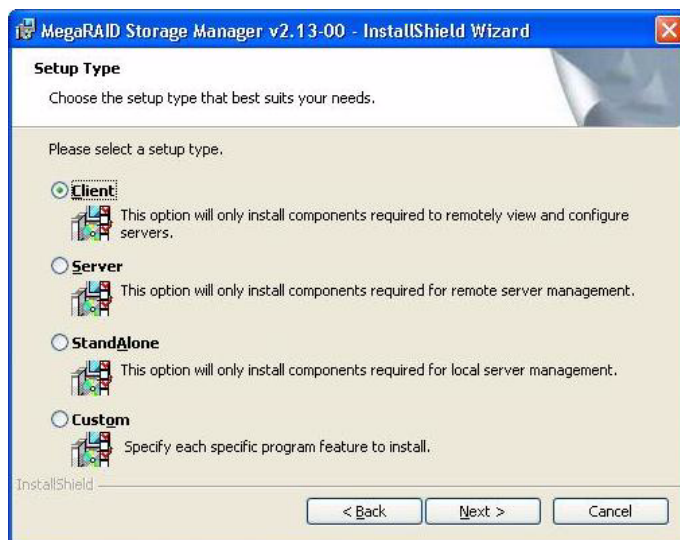 MegaRAID Storage Manager v2.13-00 - InstallShield Wizard
Setup Type
Choose the setup type that best suits your needs.
Please select a setup type.
Client
This option will only install components required to remotely view and configure
servers.
Server
This option will only install components required for remote server management.
StandAlone
This option will only install components required for local server management.
Custom
Specify each specific program feature to install.
InstallShield
< Back
Next >
Cancel